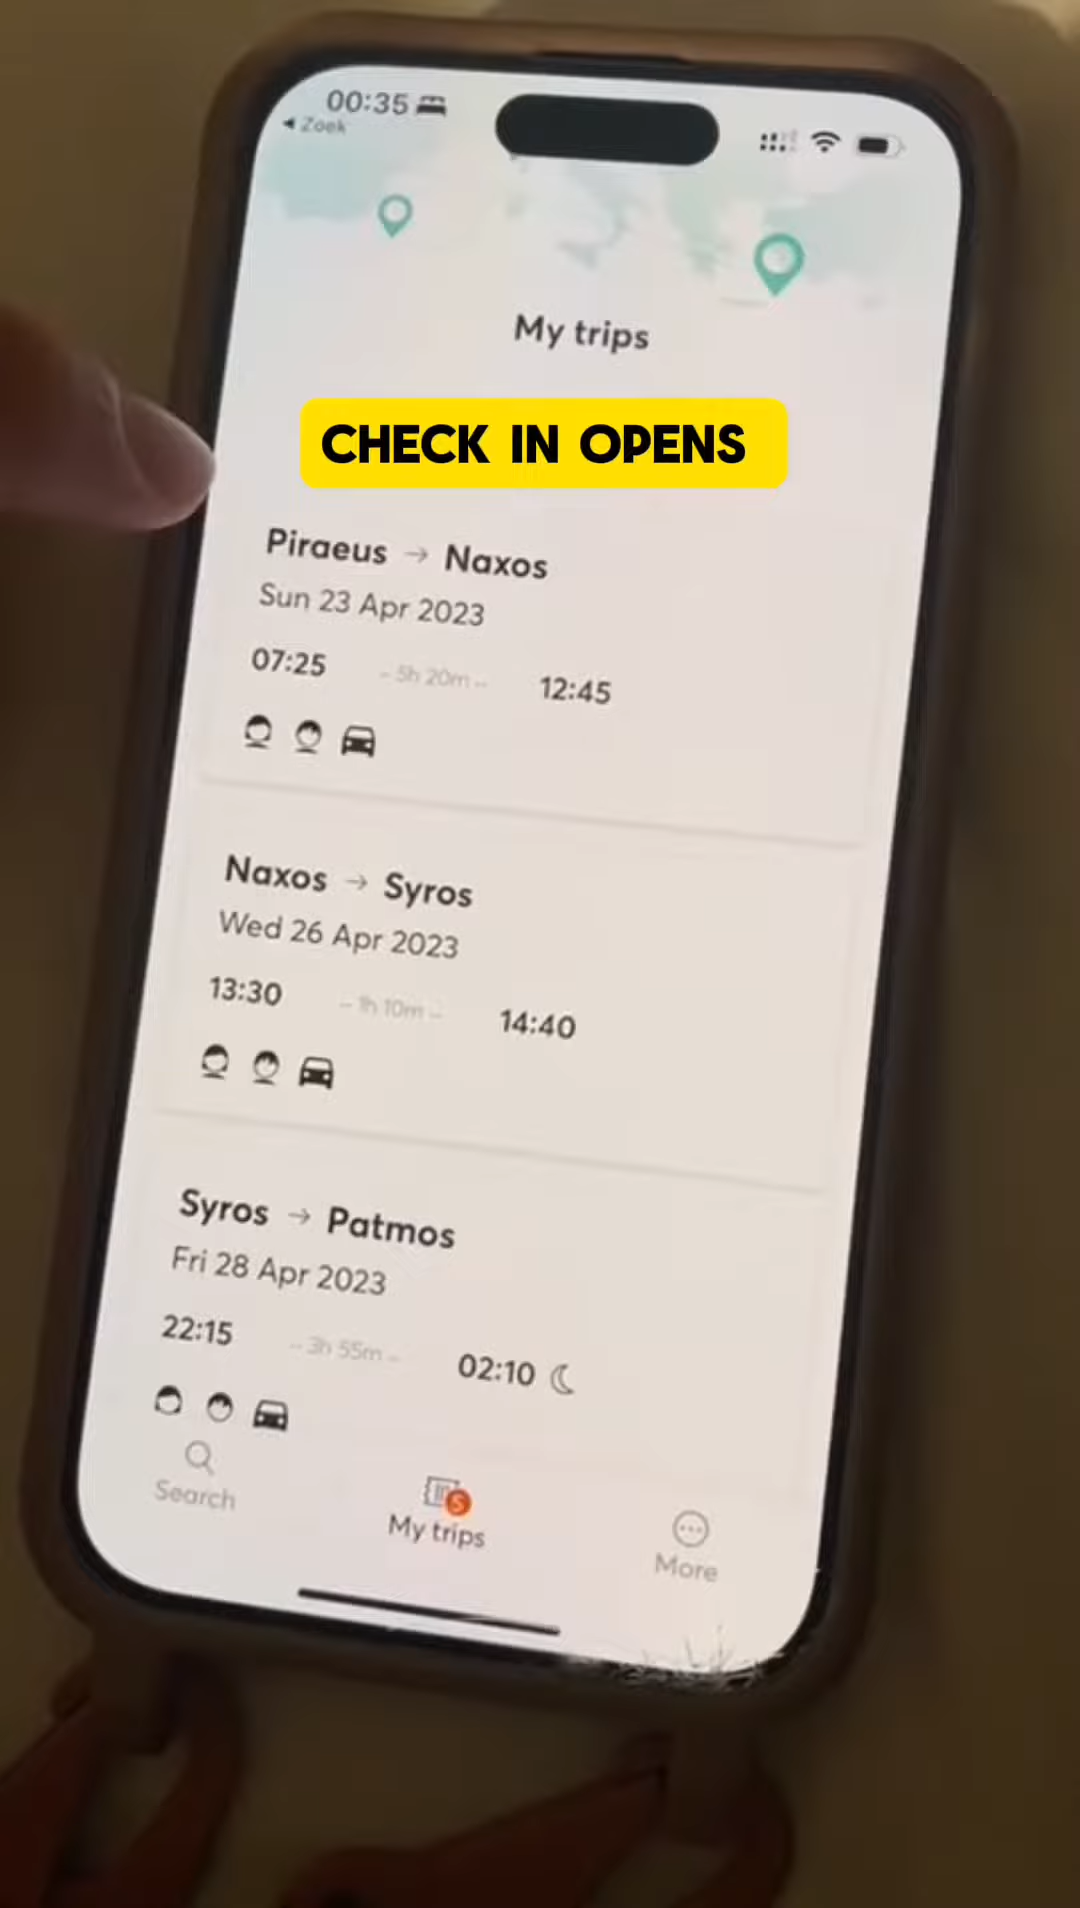 00:35
◀ Zoek
My trips
CHECK IN OPENS
Piraeus → Naxos
Sun 23 Apr 2023
07:25 -- 5h 20m -- 12:45
Naxos → Syros
Wed 26 Apr 2023
13:30 -- 1h 10m -- 14:40
Syros → Patmos
Fri 28 Apr 2023
22:15 -- 3h 55m -- 02:10
Search
My trips
More